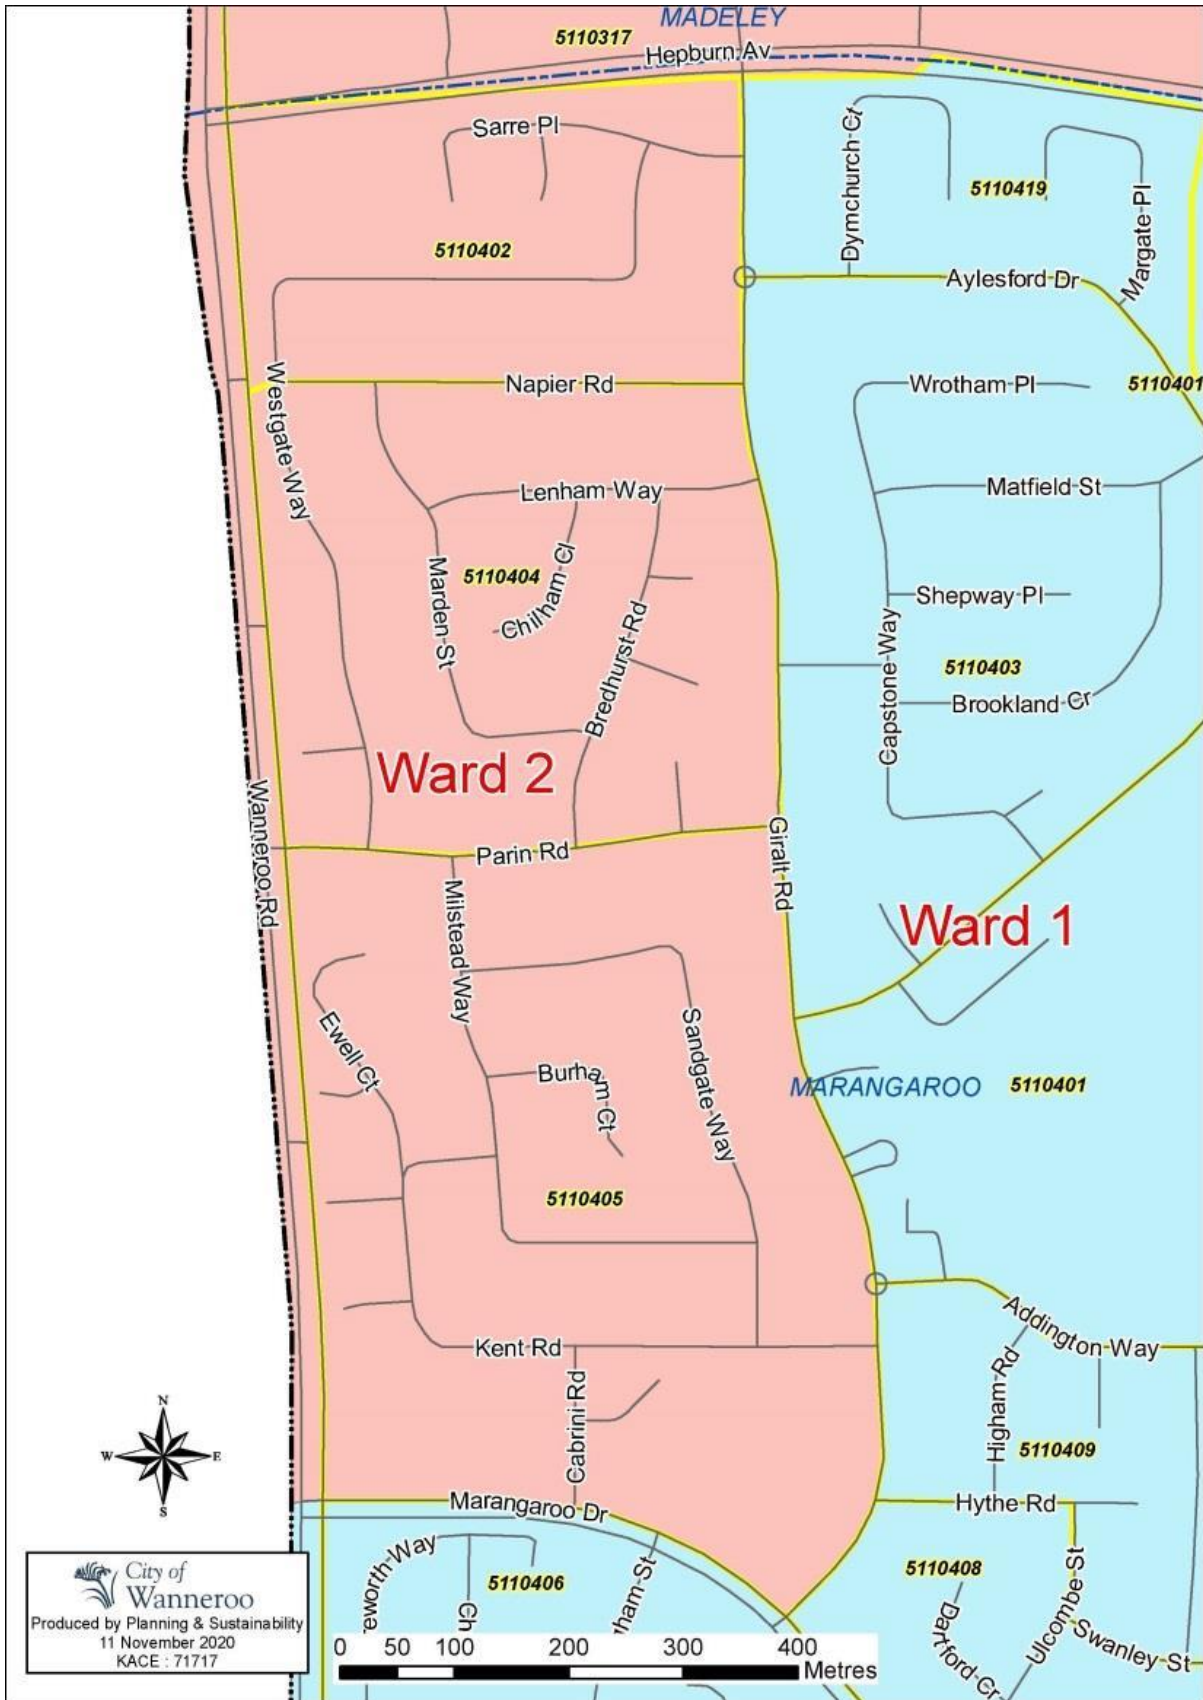 MADELEY
5110317
Hepburn Av
Sarre Pl
Dymchurch Ct
5110419
Margate Pl
5110402
Aylesford Dr
Westgate Way
Napier Rd
Wrotham Pl
5110401
Lenham Way
Matfield St
Marden St
5110404
Chilham Cl
Bredhurst Rd
Shepway Pl
Capstone Way
5110403
Brookland Cr
Ward 2
Wanneroo Rd
Parin Rd
Giralt Rd
Milstead Way
Ward 1
Ewell Ct
Burham Ct
Sandgate Way
MARANGAROO
5110401
5110405
Addington Way
Kent Rd
Cabrini Rd
Higham Rd
5110409
N
W E
S
Marangaroo Dr
Hythe Rd
eworth Way
5110406
Ch
ham St
5110408
Dartford Cr
Ulcombe St
Swanley St
City of
Wanneroo
Produced by Planning & Sustainability
11 November 2020
KACE : 71717
0 50 100 200 300 400
Metres